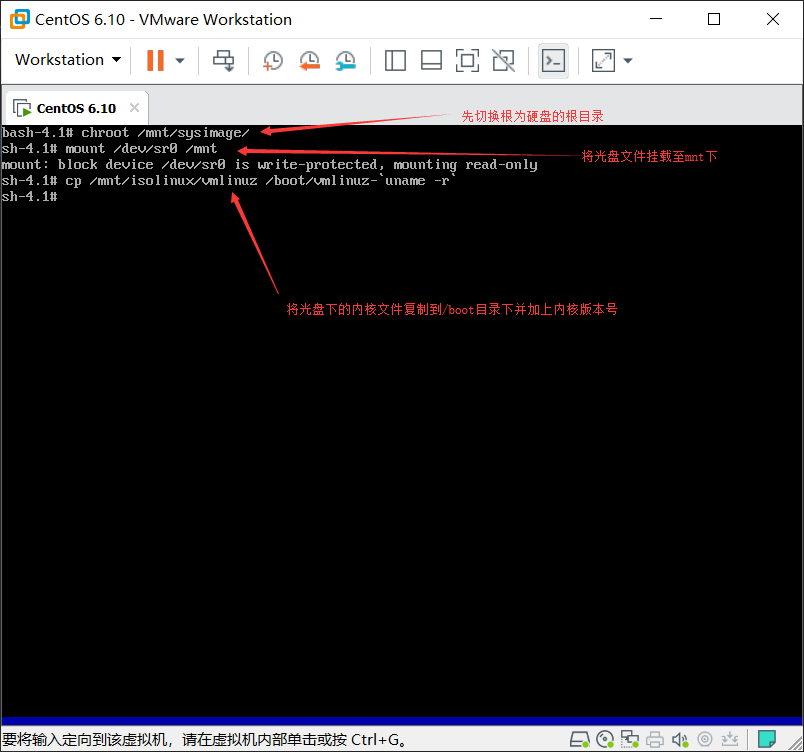 CentOS 6.10 - VMware Workstation
Workstation
CentOS 6.10
bash-4.1# chroot /mnt/sysimage/
先切换根为硬盘的根目录
sh-4.1# mount /dev/sr0 /mnt
将光盘文件挂载至mnt下
mount: block device /dev/sr0 is write-protected, mounting read-only
sh-4.1# cp /mnt/isolinux/vmlinuz /boot/vmlinuz-`uname -r`
sh-4.1#
将光盘下的内核文件复制到/boot目录下并加上内核版本号
要将输入定向到该虚拟机，请在虚拟机内部单击或按 Ctrl+G。